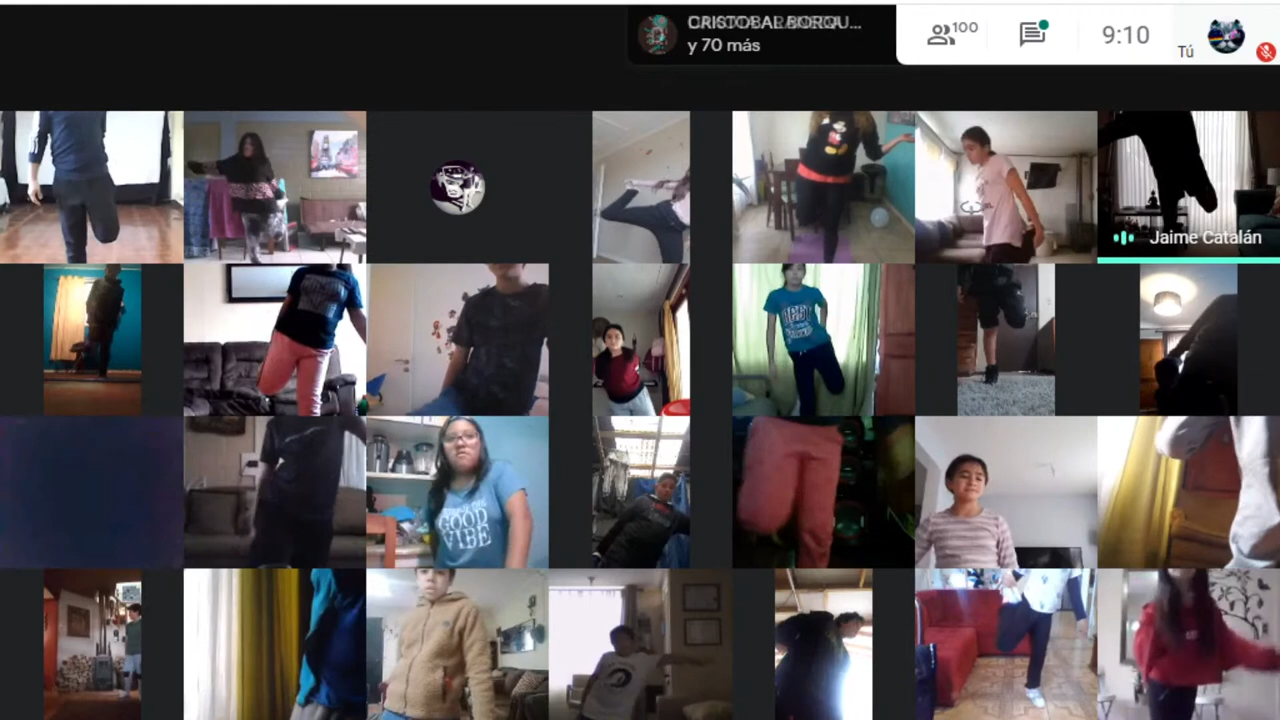 CRISTOBAL BORQU...
y 70 más
100
9:10
Tú
Jaime Catalán
GOOD
VIBE